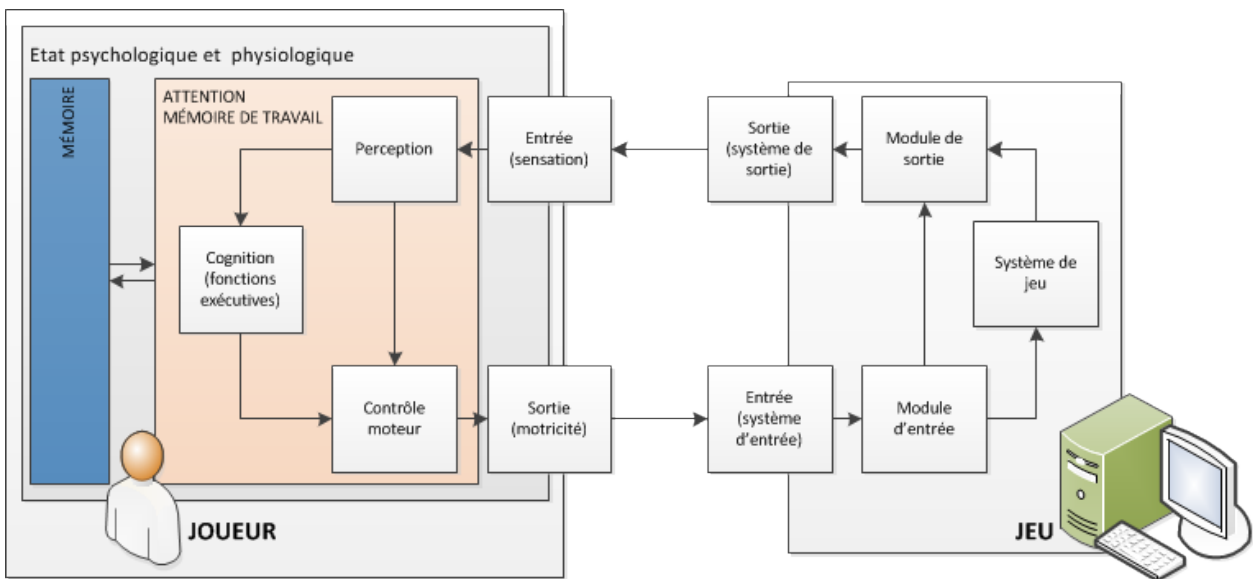 Etat psychologique et physiologique
MÉMOIRE
ATTENTION
MÉMOIRE DE TRAVAIL
Perception
Entrée
(sensation)
Sortie
(système de
sortie)
Module de
sortie
Cognition
(fonctions
exécutives)
Système de
jeu
Contrôle
moteur
Sortie
(motricité)
Entrée
(système
d'entrée)
Module
d'entrée
JOUEUR
JEU